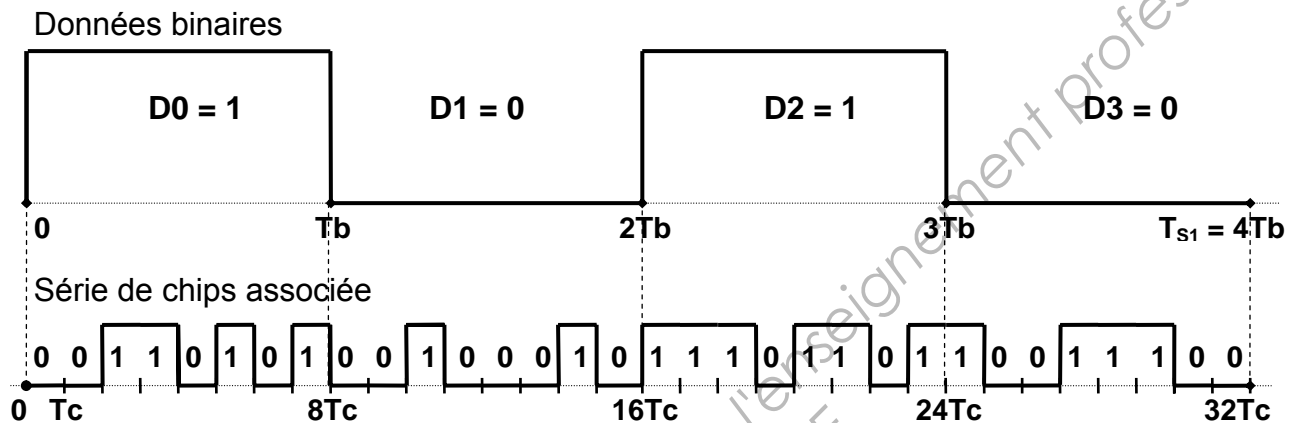 Données binaires
D0 = 1 D1 = 0 D2 = 1 D3 = 0
0 Tb 2Tb 3Tb TS1 = 4Tb
Série de chips associée
0 0 1 1 0 1 0 1 0 0 1 0 0 0 1 0 1 1 1 0 1 1 0 1 1 0 0 1 1 1 0 0
0 Tc 8Tc 16Tc 24Tc 32Tc
l'enseignement profes